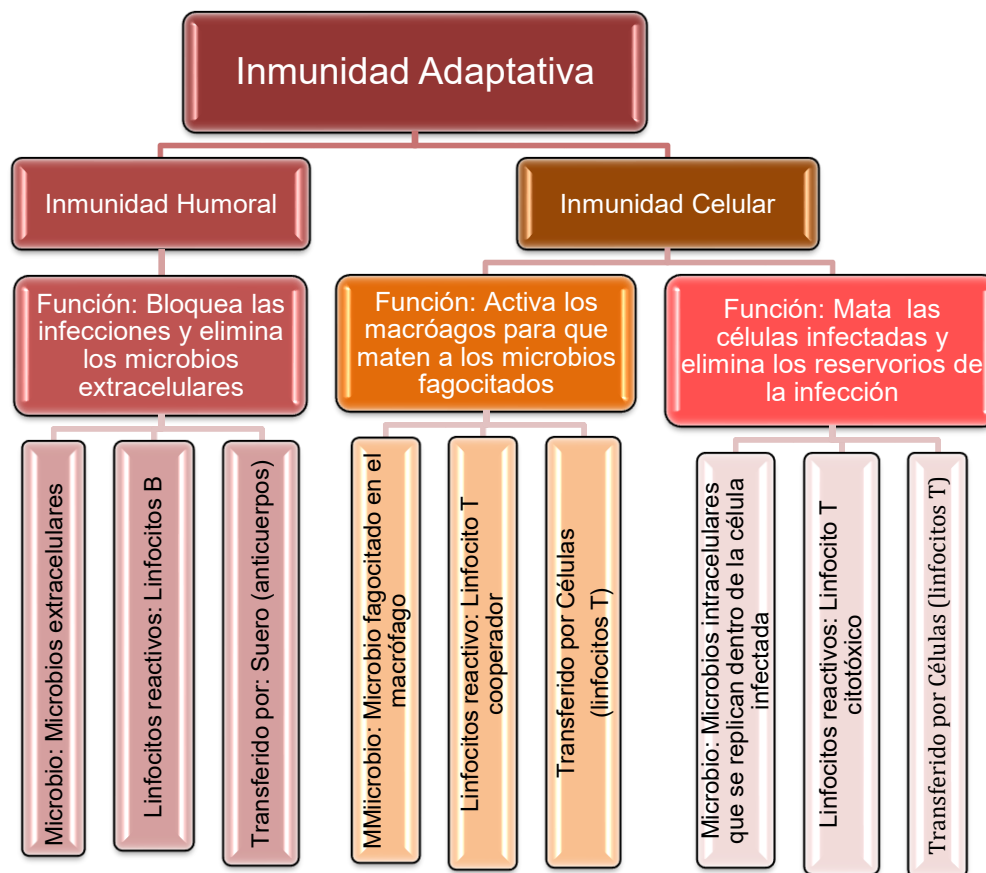 Inmunidad Adaptativa
Inmunidad Humoral
Inmunidad Celular
Función: Bloquea las
infecciones y elimina
los microbios
extracelulares
Función: Activa los
macróagos para que
maten a los microbios
fagocitados
Función: Mata las
células infectadas y
elimina los reservorios de
la infección
Microbio: Microbios extracelulares
Linfocitos reactivos: Linfocitos B
Transferido por: Suero (anticuerpos)
MMiicrobio: Microbio fagocitado en el
macrófago
Linfocitos reactivo: Linfocito T
cooperador
Transferido por Células
(linfocitos T)
Microbio: Microbios intracelulares
que se replican dentro de la célula
infectada
Linfocitos reactivos: Linfocito T
citotóxico
Transferido por Células (linfocitos T)